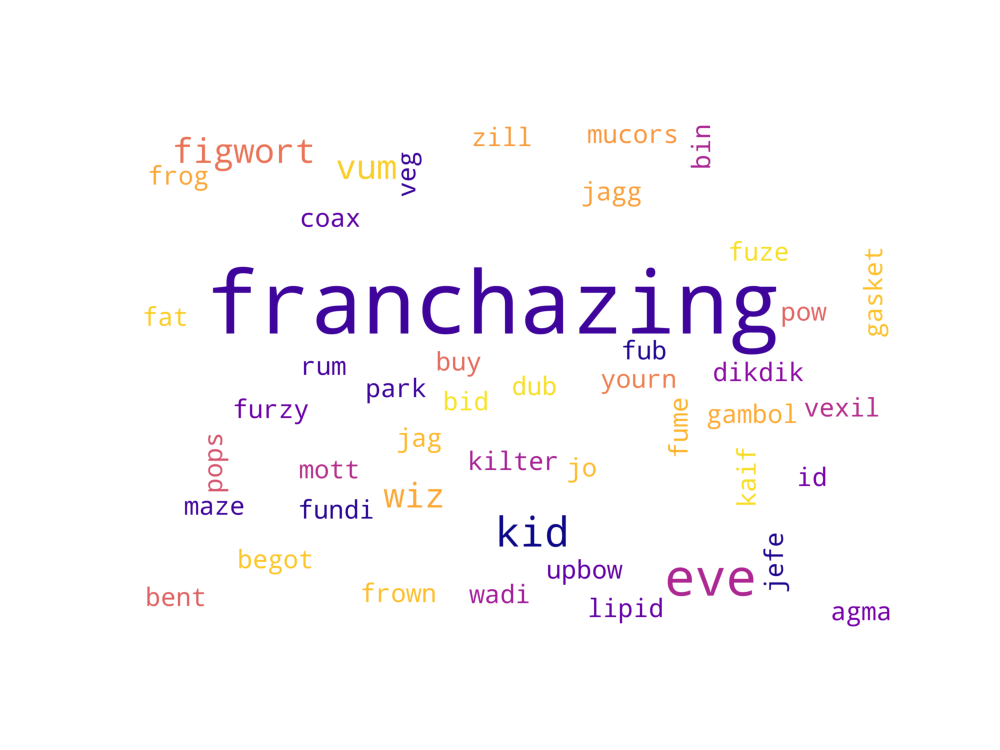 zill
mucors
bin
figwort
vum
veg
frog
jagg
coax
fuze
gasket
franchazing
fat
pow
fub
rum
buy
yourn
dikdik
park
bid
dub
furzy
fume
gambol
vexil
jag
pops
mott
kilter
jo
kaif
id
maze
fundi
wiz
kid
begot
upbow
eve
jefe
bent
frown
wadi
lipid
agma